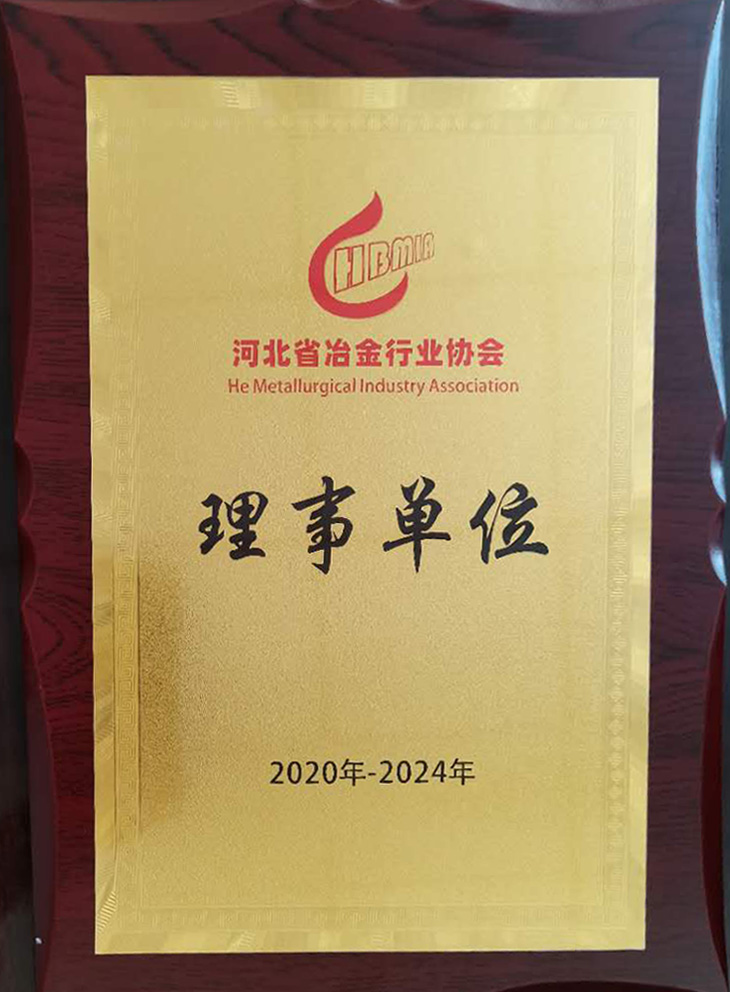 HBMIA
河北省冶金行业协会
He Metallurgical Industry Association
理事单位
2020年-2024年